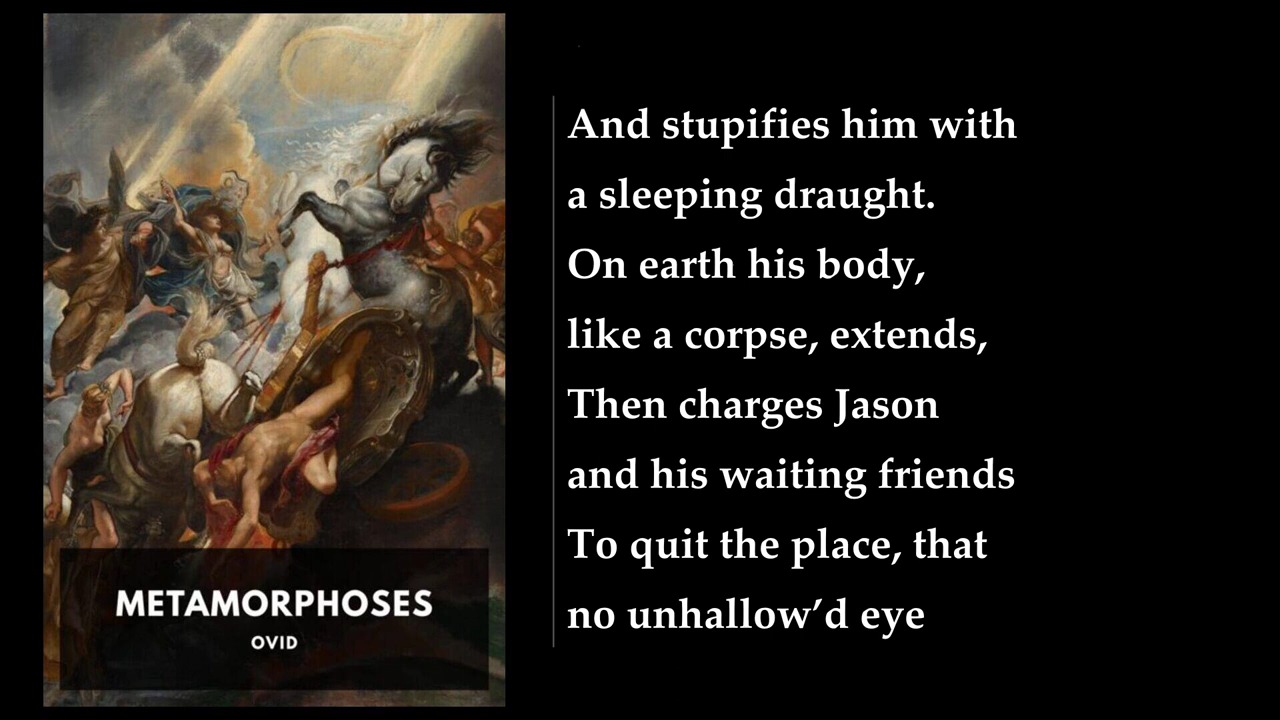 METAMORPHOSES
OVID
And stupifies him with
a sleeping draught.
On earth his body,
like a corpse, extends,
Then charges Jason
and his waiting friends
To quit the place, that
no unhallow’d eye